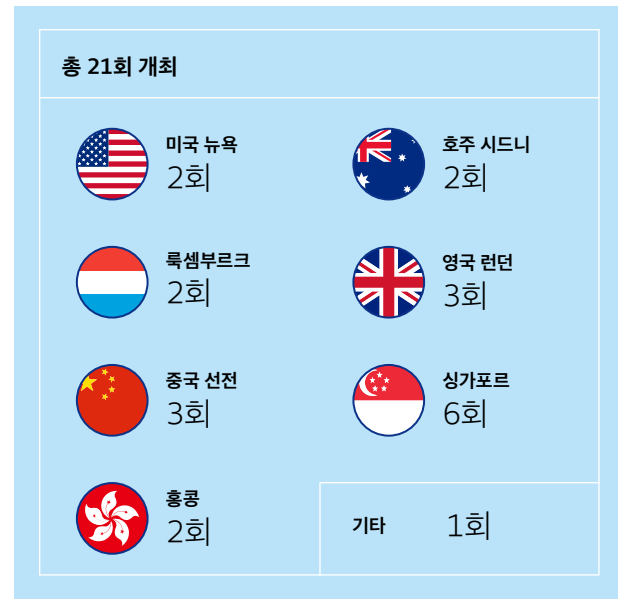 총 21회 개최
미국 뉴욕
2회
호주 시드니
2회
룩셈부르크
2회
영국 런던
3회
중국 선전
3회
싱가포르
6회
홍콩
2회
기타 1회